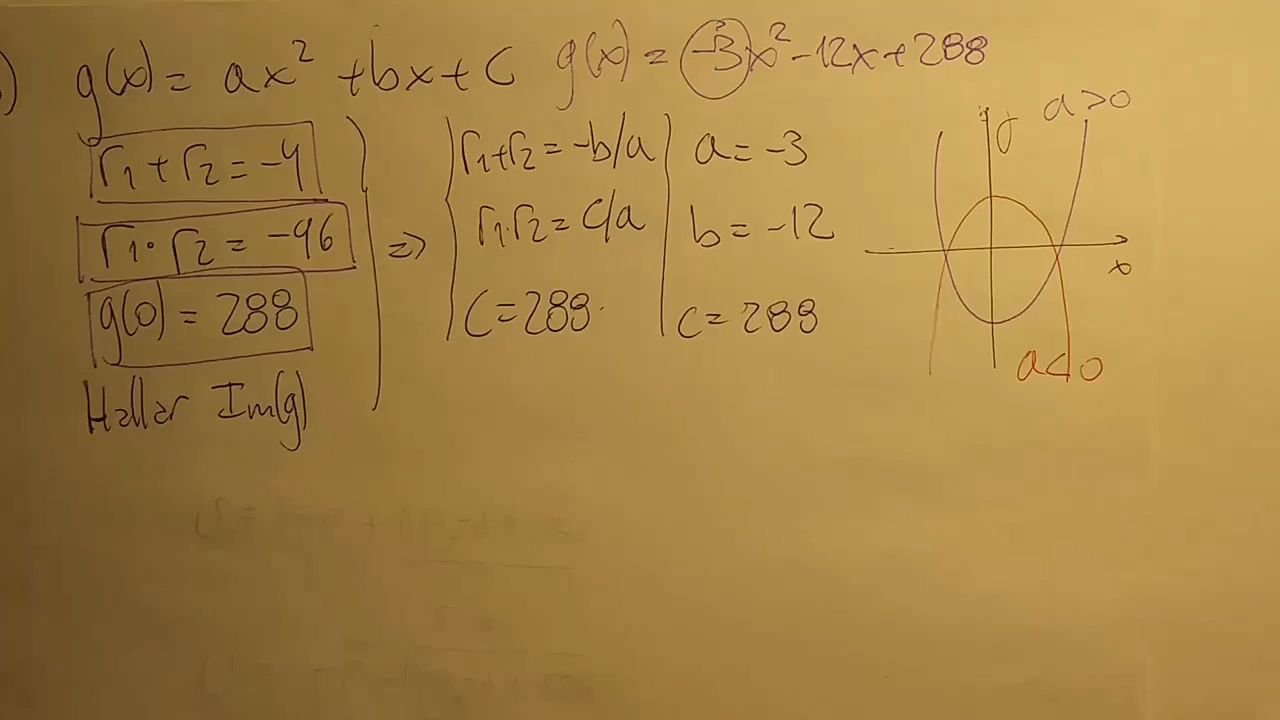 ) g(x) = ax² + bx + c g(x) = -3x² - 12x + 288
r₁ + r₂ = -4
r₁ · r₂ = -96
g(0) = 288
Hallar Im(g)
=>
r₁+r₂ = -b/a
r₁·r₂ = c/a
c = 288
a = -3
b = -12
c = 288
a > 0
y
x
a < 0